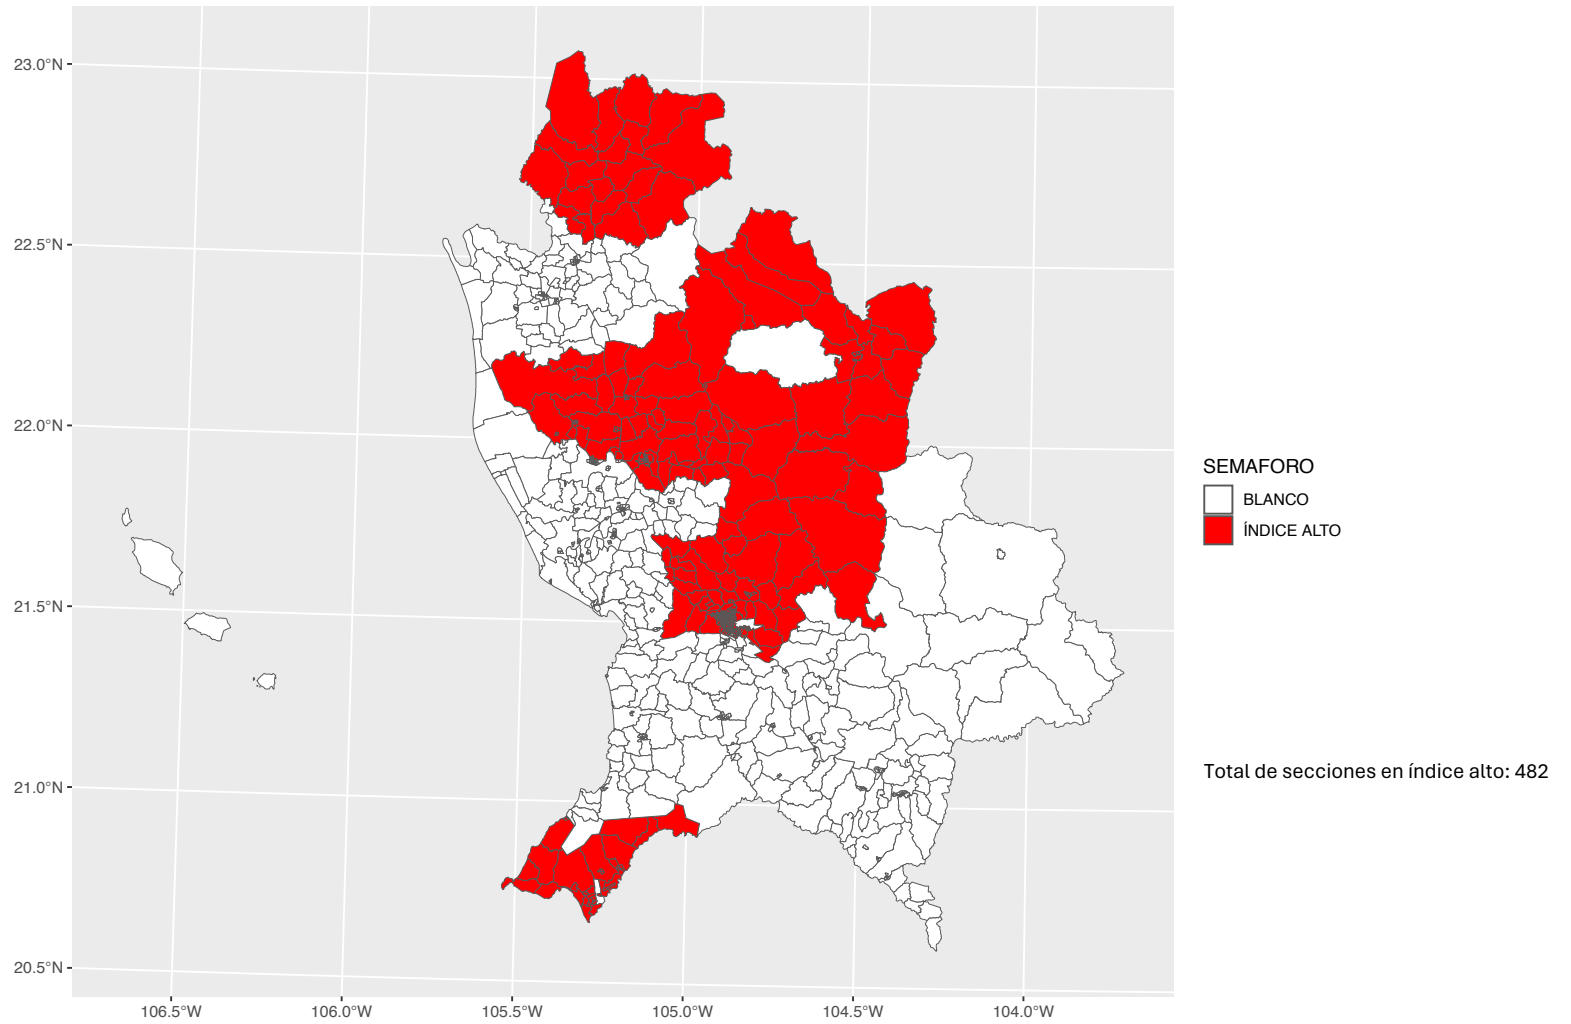 23.0°N
22.5°N
22.0°N
21.5°N
21.0°N
20.5°N
106.5°W
106.0°W
105.5°W
105.0°W
104.5°W
104.0°W
SEMAFORO
BLANCO
ÍNDICE ALTO
Total de secciones en índice alto: 482